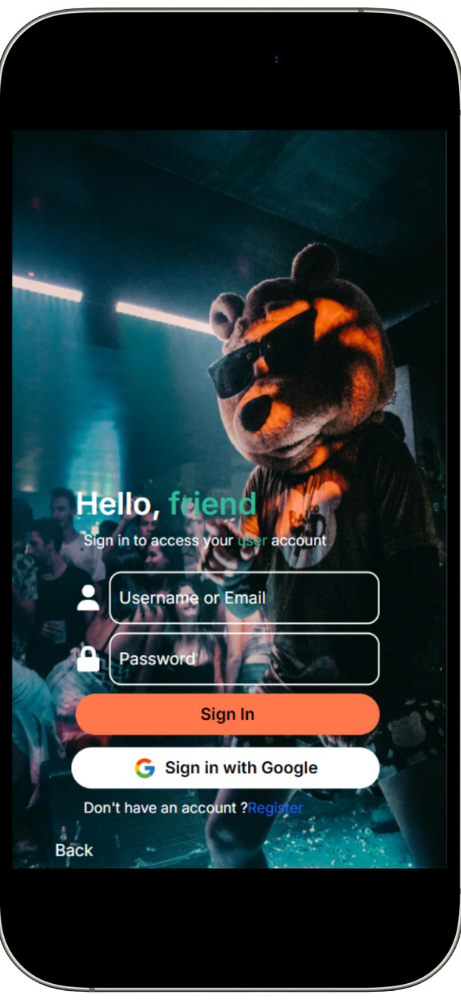 Hello, friend
Sign in to access your user account
Username or Email
Password
Sign In
Sign in with Google
Don't have an account ?Register
Back